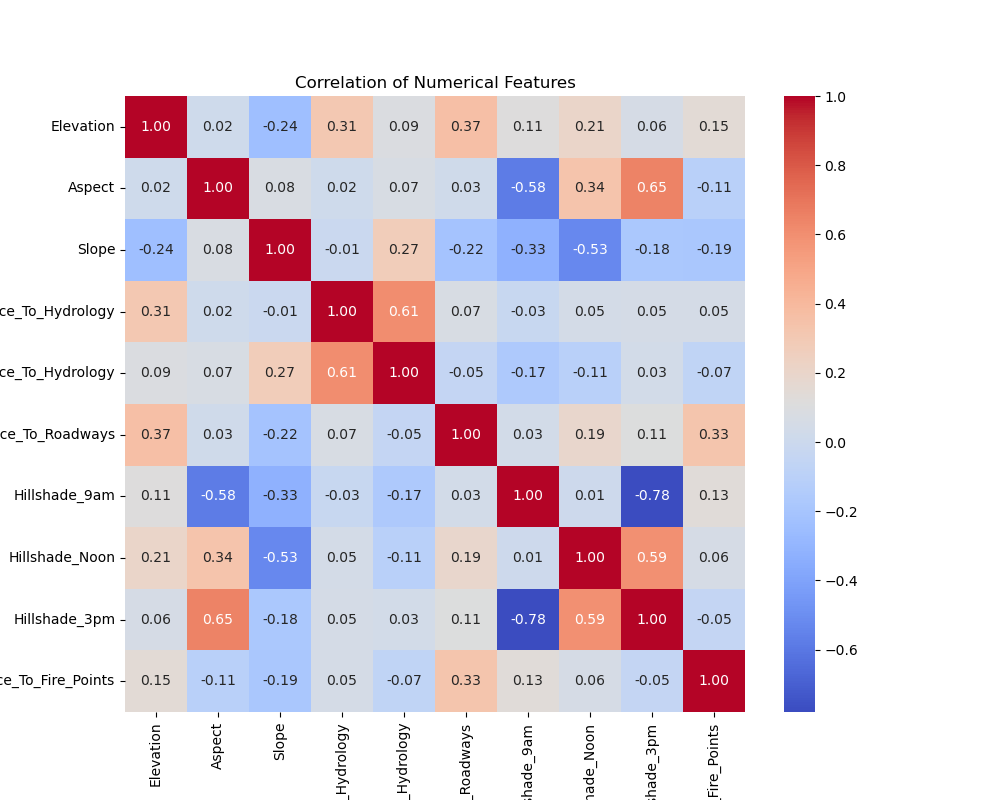 Correlation of Numerical Features
Elevation 1.00 0.02 -0.24 0.31 0.09 0.37 0.11 0.21 0.06 0.15
Aspect 0.02 1.00 0.08 0.02 0.07 0.03 -0.58 0.34 0.65 -0.11
Slope -0.24 0.08 1.00 -0.01 0.27 -0.22 -0.33 -0.53 -0.18 -0.19
ce_To_Hydrology 0.31 0.02 -0.01 1.00 0.61 0.07 -0.03 0.05 0.05 0.05
ce_To_Hydrology 0.09 0.07 0.27 0.61 1.00 -0.05 -0.17 -0.11 0.03 -0.07
ce_To_Roadways 0.37 0.03 -0.22 0.07 -0.05 1.00 0.03 0.19 0.11 0.33
Hillshade_9am 0.11 -0.58 -0.33 -0.03 -0.17 0.03 1.00 0.01 -0.78 0.13
Hillshade_Noon 0.21 0.34 -0.53 0.05 -0.11 0.19 0.01 1.00 0.59 0.06
Hillshade_3pm 0.06 0.65 -0.18 0.05 0.03 0.11 -0.78 0.59 1.00 -0.05
ce_To_Fire_Points 0.15 -0.11 -0.19 0.05 -0.07 0.33 0.13 0.06 -0.05 1.00
Elevation
Aspect
Slope
_Hydrology
_Hydrology
_Roadways
shade_9am
hade_Noon
shade_3pm
_Fire_Points
1.0
0.8
0.6
0.4
0.2
0.0
−0.2
−0.4
−0.6